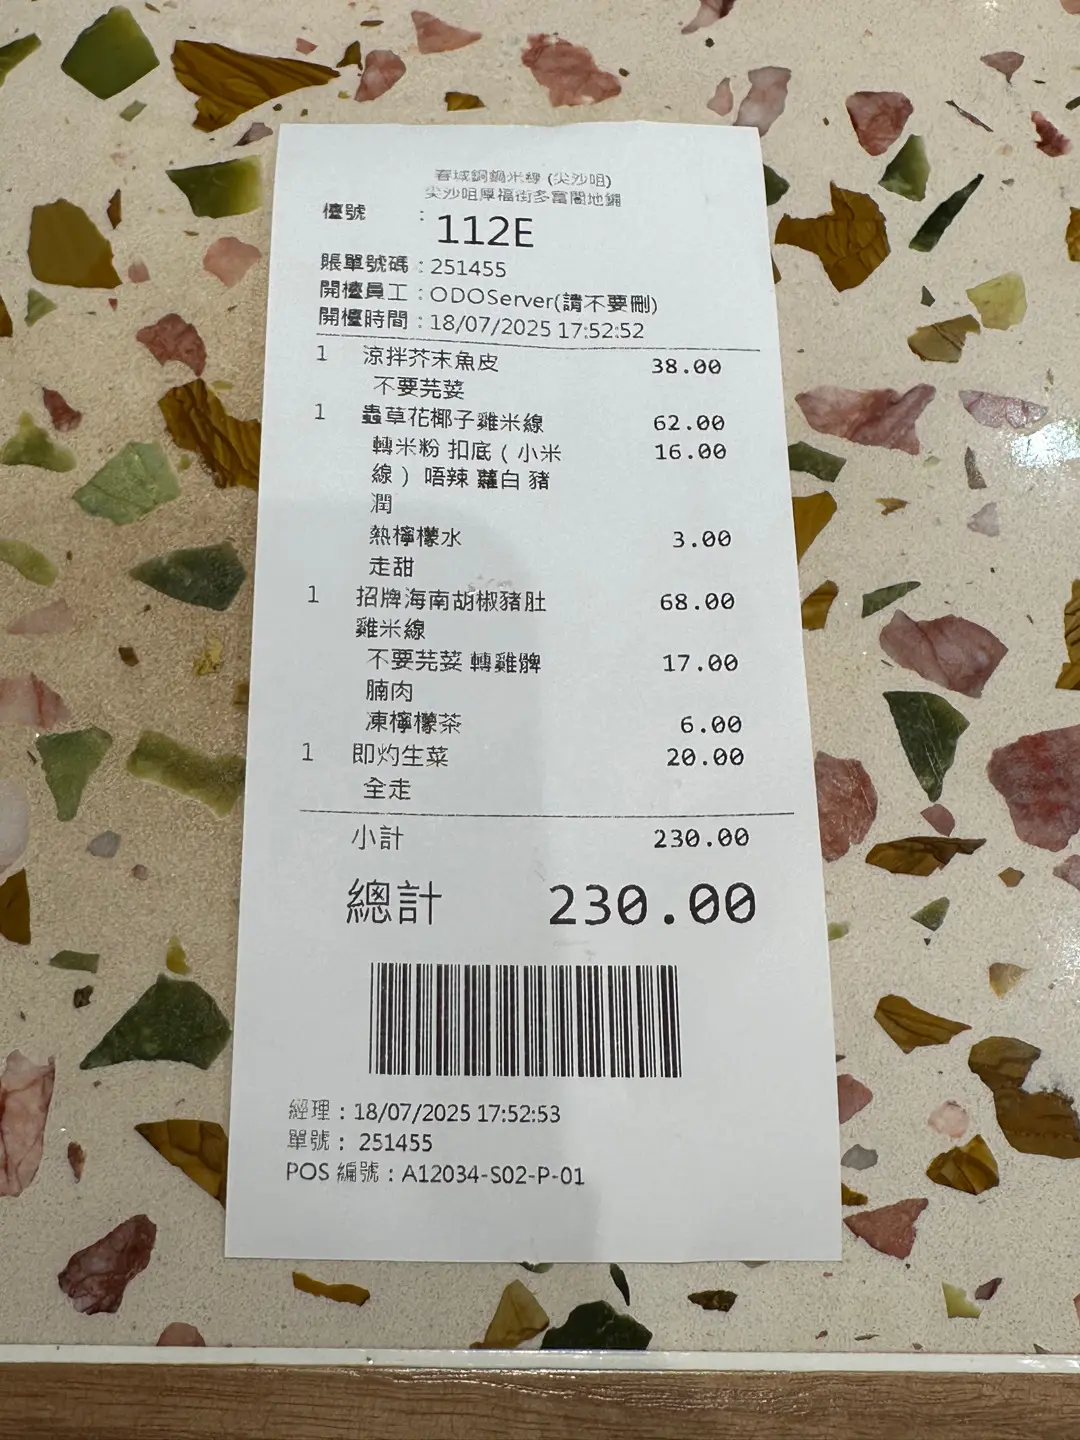 春城銅鍋米線 (尖沙咀)
尖沙咀厚福街多富閣地鋪
檯號 : 112E
賬單號碼 : 251455
開檯員工 : ODOServer(請不要刪)
開檯時間 : 18/07/2025 17:52:52
1 涼拌芥末魚皮 38.00
不要芫荽
1 蟲草花椰子雞米線 62.00
轉米粉 扣底 ( 小米 16.00
線 ) 唔辣 蘿白 豬
潤
熱檸檬水 3.00
走甜
1 招牌海南胡椒豬肚 68.00
雞米線
不要芫荽 轉雞髀 17.00
腩肉
凍檸檬茶 6.00
1 即灼生菜 20.00
全走
小計 230.00
總計 230.00
經理 : 18/07/2025 17:52:53
單號 : 251455
POS 編號 : A12034-S02-P-01